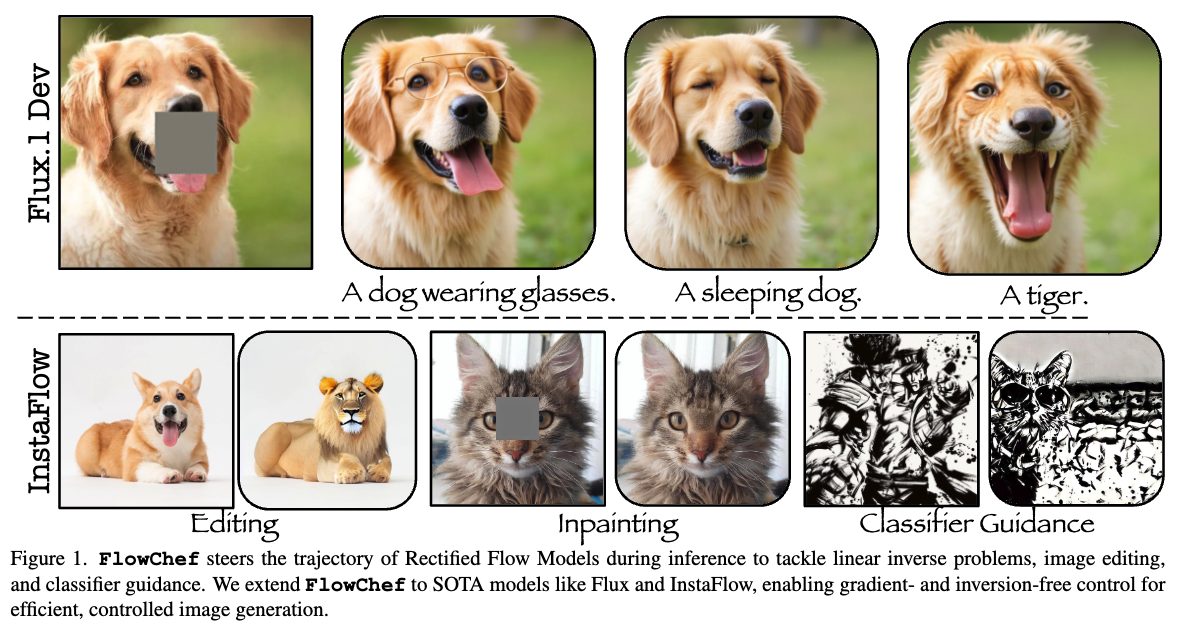 Flux.1 Dev
A dog wearing glasses.
A sleeping dog.
A tiger.
InstaFlow
Editing
Inpainting
Classifier Guidance
Figure 1. FlowChef steers the trajectory of Rectified Flow Models during inference to tackle linear inverse problems, image editing,
and classifier guidance. We extend FlowChef to SOTA models like Flux and InstaFlow, enabling gradient- and inversion-free control for
efficient, controlled image generation.